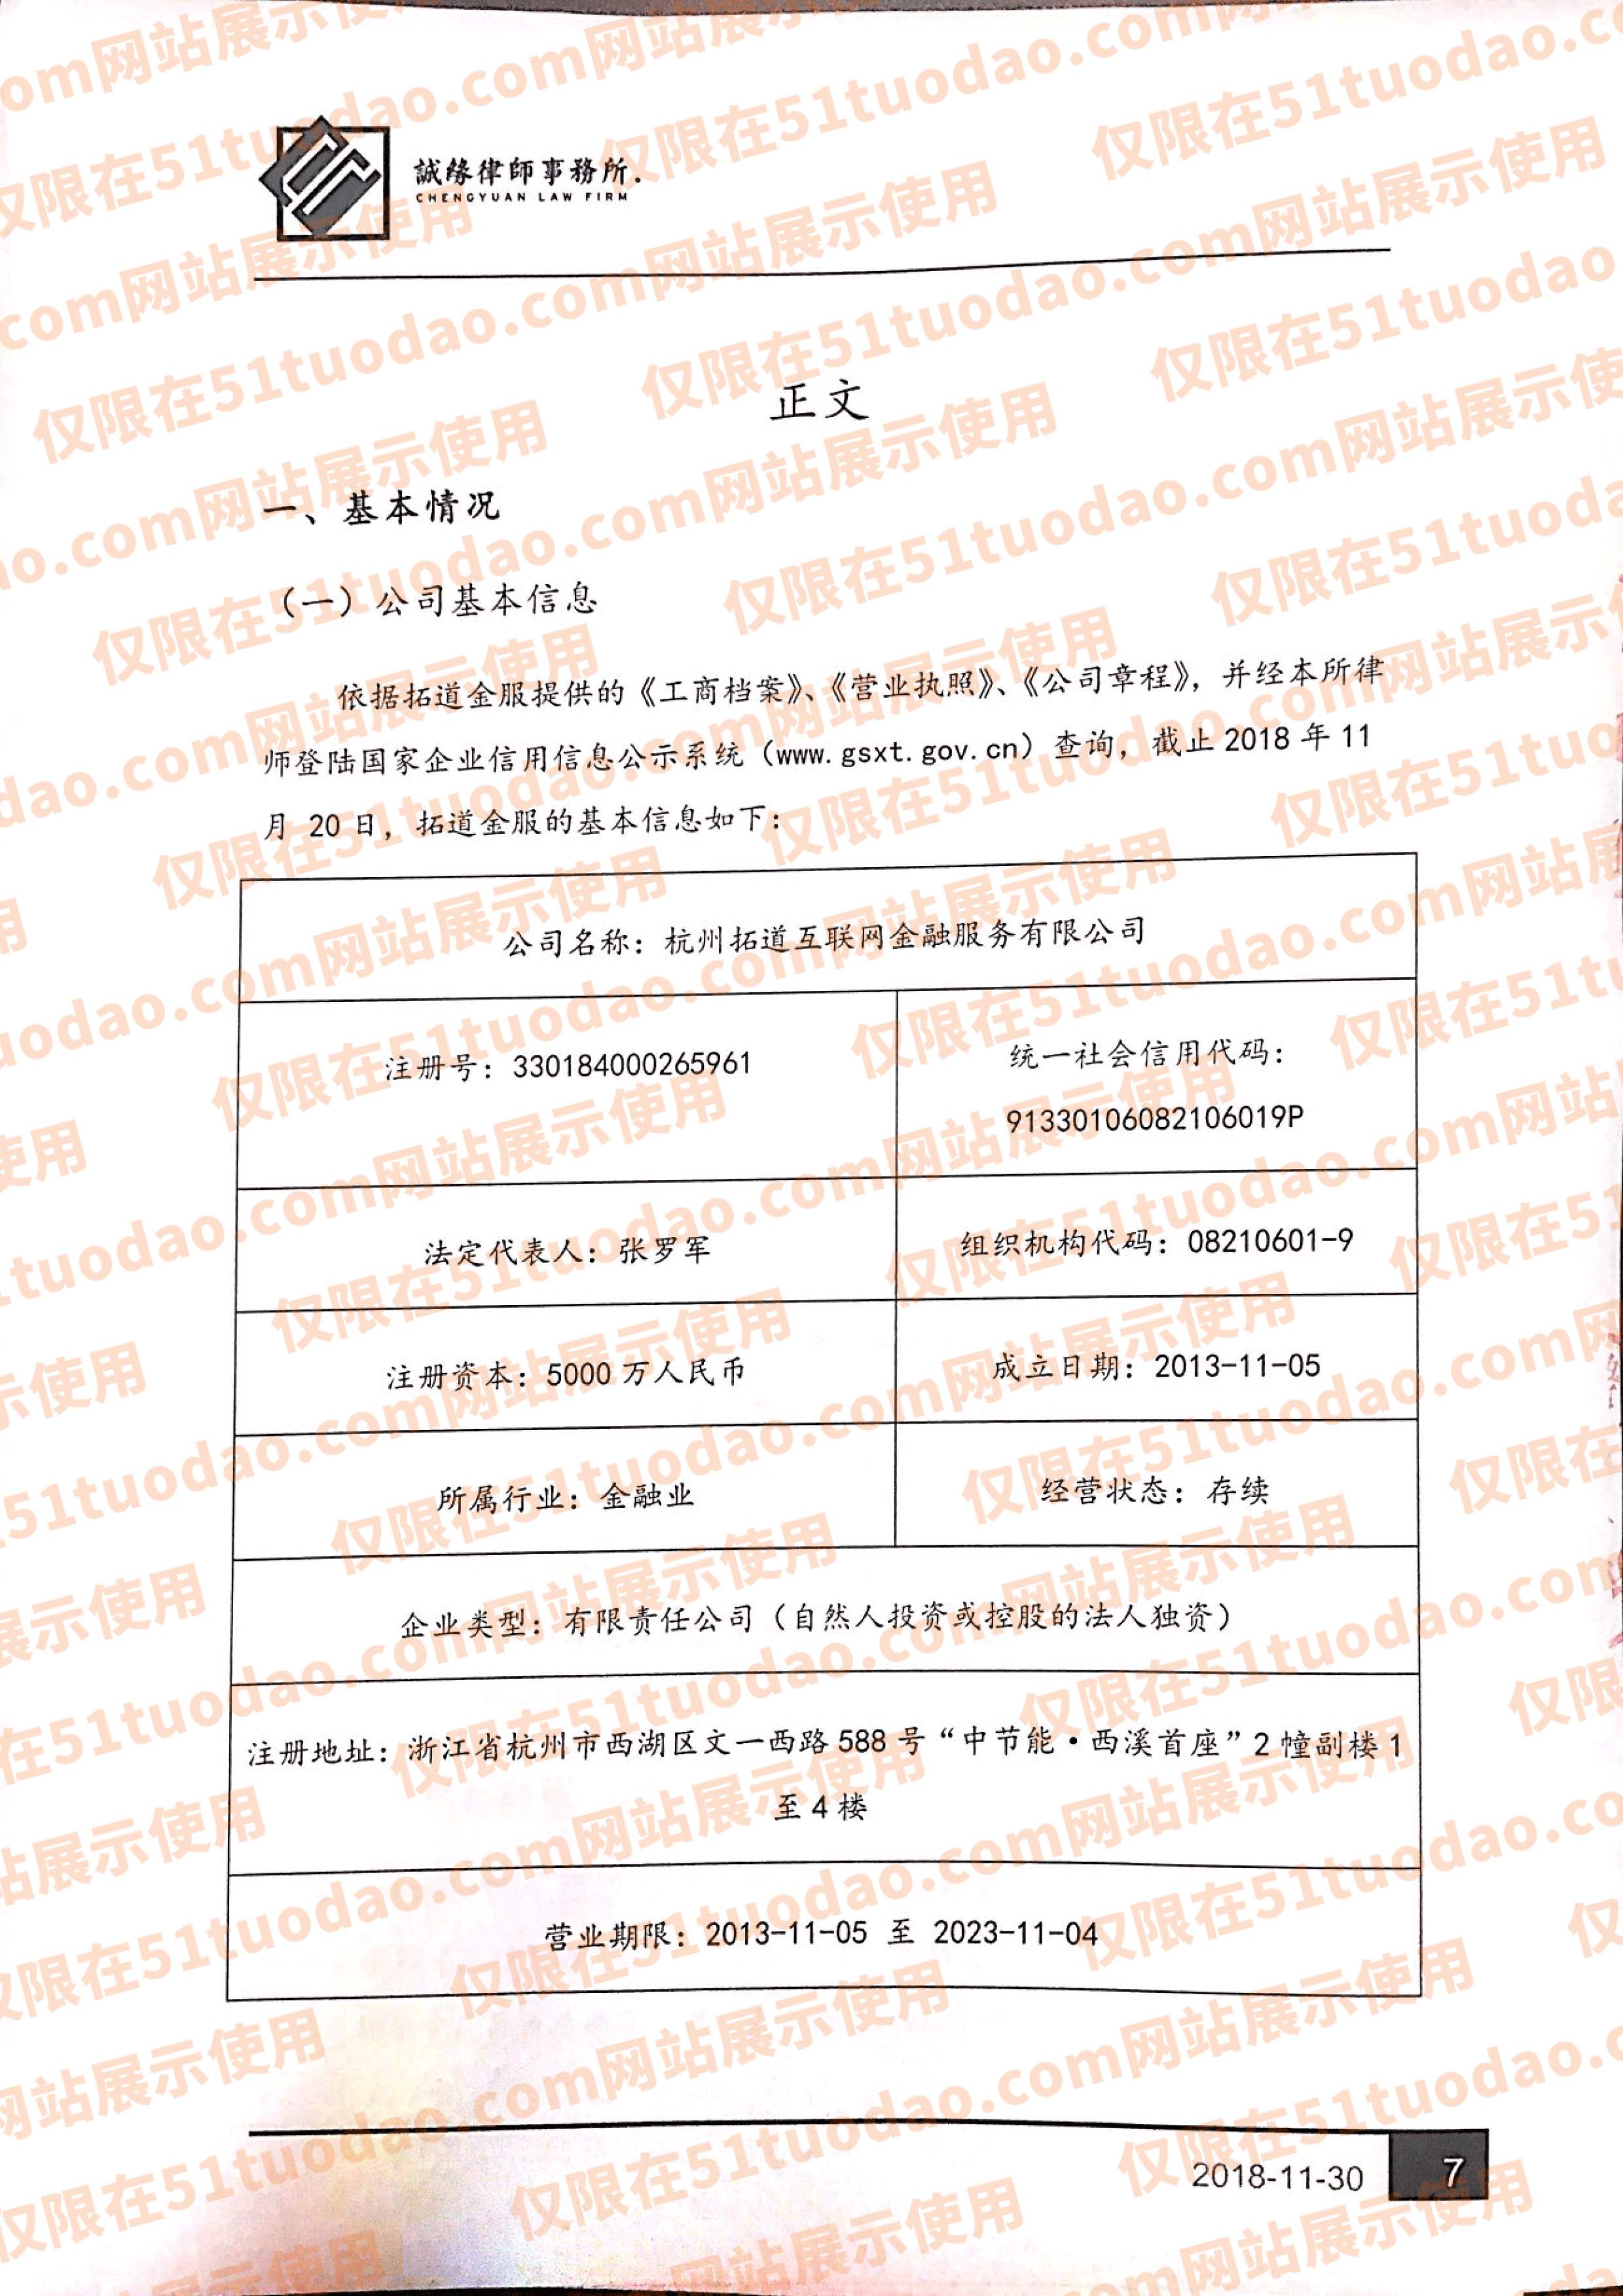 誠緣律師事務所.
CHENGYUAN LAW FIRM
正文
一、基本情况
（一）公司基本信息
依据拓道金服提供的《工商档案》、《营业执照》、《公司章程》，并经本所律
师登陆国家企业信用信息公示系统（www.gsxt.gov.cn）查询，截止 2018 年 11
月 20 日，拓道金服的基本信息如下：
公司名称：杭州拓道互联网金融服务有限公司
注册号：330184000265961
统一社会信用代码：
91330106082106019P
法定代表人：张罗军
组织机构代码：08210601-9
注册资本：5000 万人民币
成立日期：2013-11-05
所属行业：金融业
经营状态：存续
企业类型：有限责任公司（自然人投资或控股的法人独资）
注册地址：浙江省杭州市西湖区文一西路 588 号“中节能·西溪首座”2 幢副楼 1
至 4 楼
营业期限：2013-11-05 至 2023-11-04
2018-11-30
7
仅限在51tuodao.com网站展示使用